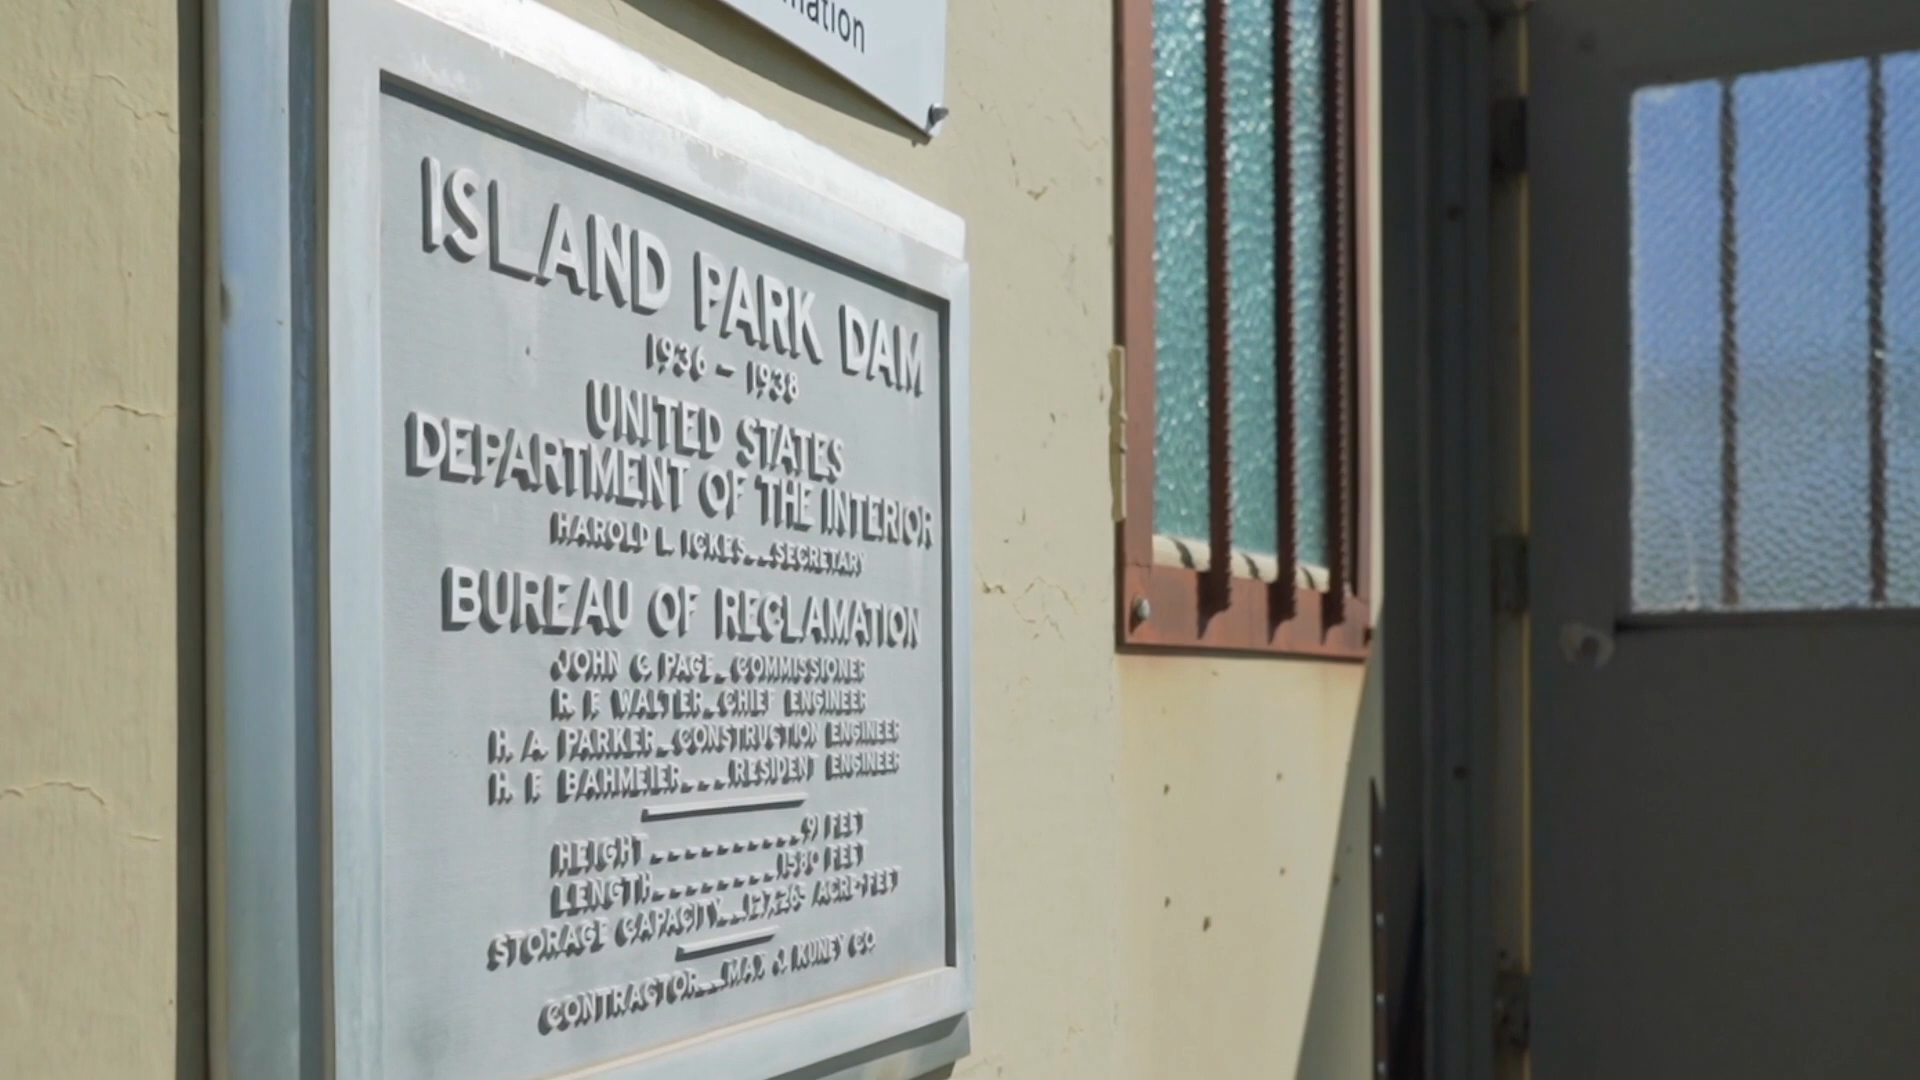 mation
ISLAND PARK DAM
1936 - 1938
UNITED STATES
DEPARTMENT OF THE INTERIOR
HAROLD L. ICKES...SECRETARY
BUREAU OF RECLAMATION
JOHN C. PAGE..COMMISSIONER
R. F. WALTER..CHIEF ENGINEER
H. A. PARKER..CONSTRUCTION ENGINEER
H. F. BAHMEIER....RESIDENT ENGINEER
HEIGHT...........91 FEET
LENGTH..........1580 FEET
STORAGE CAPACITY... ACRE-FEET
CONTRACTOR...MAX J. KUNEY CO.